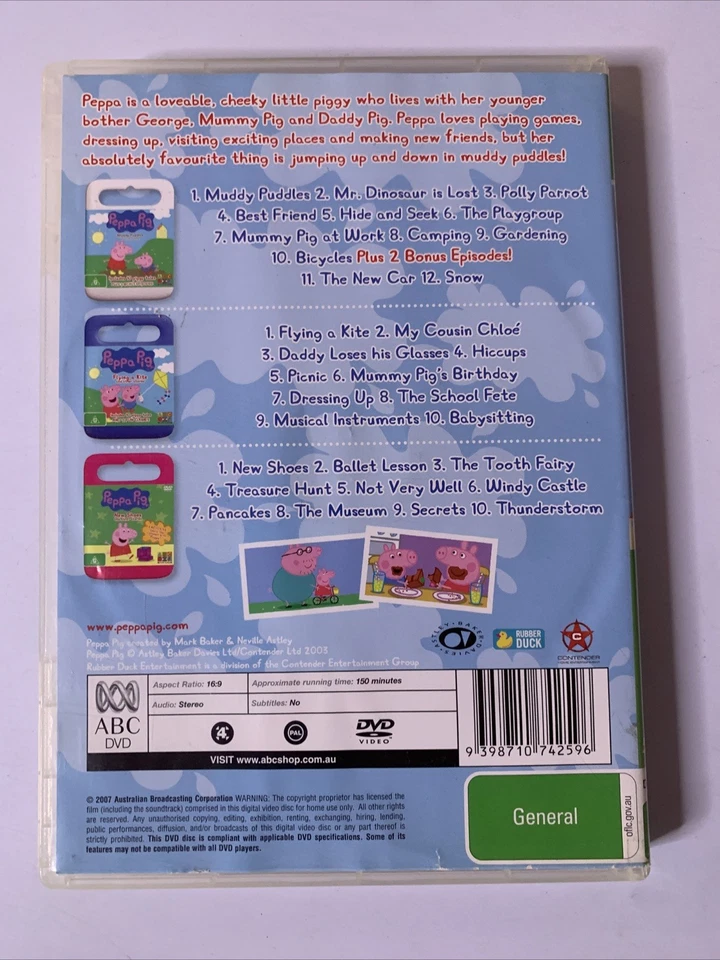 Peppa is a loveable, cheeky little piggy who lives with her younger
bother George, Mummy Pig and Daddy Pig. Peppa loves playing games,
dressing up, visiting exciting places and making new friends, but her
absolutely favourite thing is jumping up and down in muddy puddles!
Peppa Pig
1. Muddy Puddles 2. Mr. Dinosaur is Lost 3. Polly Parrot
4. Best Friend 5. Hide and Seek 6. The Playgroup
7. Mummy Pig at Work 8. Camping 9. Gardening
10. Bicycles Plus 2 Bonus Episodes!
11. The New Car 12. Snow
Peppa Pig
Flying a Kite
1. Flying a Kite 2. My Cousin Chloé
3. Daddy Loses his Glasses 4. Hiccups
5. Picnic 6. Mummy Pig's Birthday
7. Dressing Up 8. The School Fete
9. Musical Instruments 10. Babysitting
Peppa Pig
New Shoes
1. New Shoes 2. Ballet Lesson 3. The Tooth Fairy
4. Treasure Hunt 5. Not Very Well 6. Windy Castle
7. Pancakes 8. The Museum 9. Secrets 10. Thunderstorm
www.peppapig.com
Peppa Pig created by Mark Baker & Neville Astley
Peppa Pig © Astley Baker Davies Ltd/Contender Ltd 2003
Rubber Duck Entertainment is a division of the Contender Entertainment Group
ASTLEY·BAKER·DAVIES
RUBBER
DUCK
C
CONTENDER
ABC
DVD
Aspect Ratio: 16:9
Approximate running time: 150 minutes
Audio: Stereo
Subtitles: No
4
PAL
DVD
VIDEO
VISIT www.abcshop.com.au
9 398710 742596
© 2007 Australian Broadcasting Corporation WARNING: The copyright proprietor has licensed the
film (including the soundtrack) comprised in this digital video disc for home use only. All other rights
are reserved. Any unauthorised copying, editing, exhibition, renting, exchanging, hiring, lending,
public performances, diffusion, and/or broadcasts of this digital video disc or any part thereof is
strictly prohibited. This DVD disc is compliant with applicable DVD specifications. Some of its
features may not be compatible with all DVD players.
General
oflc.gov.au